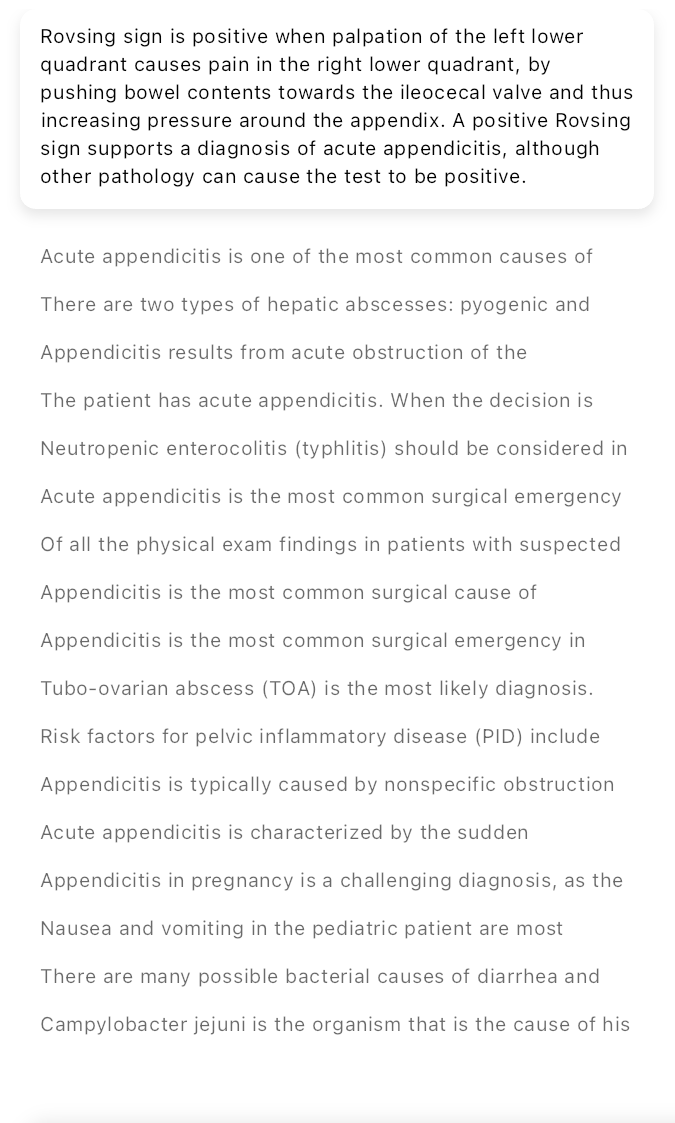 Rovsing sign is positive when palpation of the left lower
quadrant causes pain in the right lower quadrant, by
pushing bowel contents towards the ileocecal valve and thus
increasing pressure around the appendix. A positive Rovsing
sign supports a diagnosis of acute appendicitis, although
other pathology can cause the test to be positive.
Acute appendicitis is one of the most common causes of
There are two types of hepatic abscesses: pyogenic and
Appendicitis results from acute obstruction of the
The patient has acute appendicitis. When the decision is
Neutropenic enterocolitis (typhlitis) should be considered in
Acute appendicitis is the most common surgical emergency
Of all the physical exam findings in patients with suspected
Appendicitis is the most common surgical cause of
Appendicitis is the most common surgical emergency in
Tubo-ovarian abscess (TOA) is the most likely diagnosis.
Risk factors for pelvic inflammatory disease (PID) include
Appendicitis is typically caused by nonspecific obstruction
Acute appendicitis is characterized by the sudden
Appendicitis in pregnancy is a challenging diagnosis, as the
Nausea and vomiting in the pediatric patient are most
There are many possible bacterial causes of diarrhea and
Campylobacter jejuni is the organism that is the cause of his